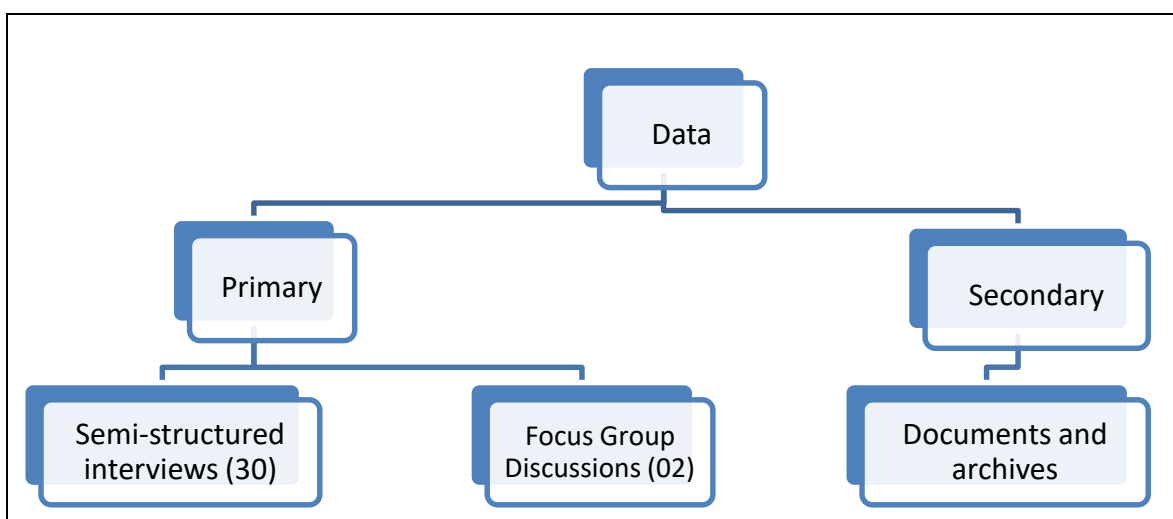 Data
Primary
Secondary
Semi-structured
interviews (30)
Focus Group
Discussions (02)
Documents and
archives